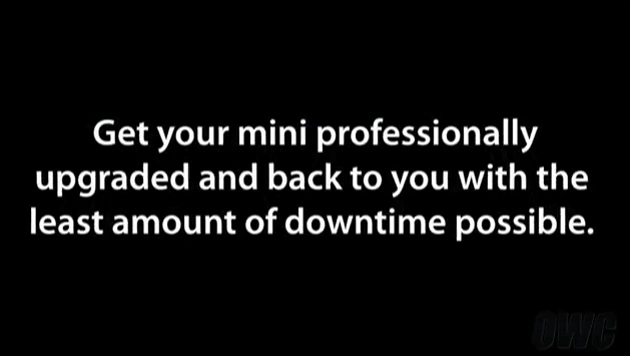 Get your mini professionally
upgraded and back to you with the
least amount of downtime possible.
OWC